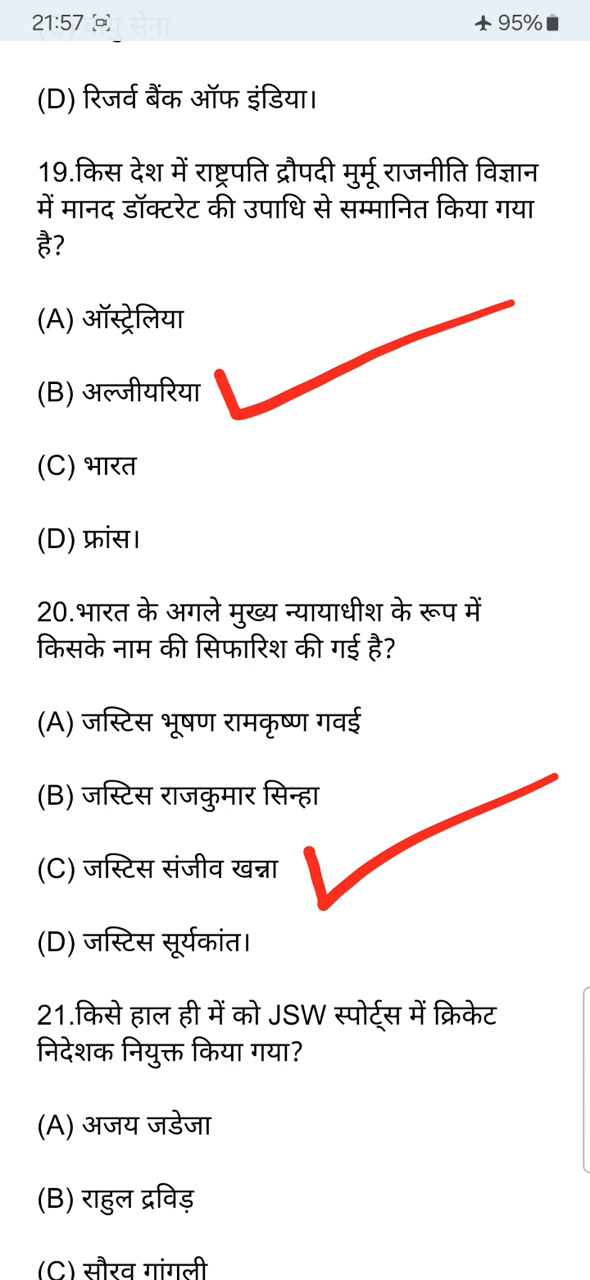 21:57
95%
(D) रिजर्व बैंक ऑफ इंडिया।
19.किस देश में राष्ट्रपति द्रौपदी मुर्मू राजनीति विज्ञान
में मानद डॉक्टरेट की उपाधि से सम्मानित किया गया
है?
(A) ऑस्ट्रेलिया
(B) अल्जीयरिया
(C) भारत
(D) फ्रांस।
20.भारत के अगले मुख्य न्यायाधीश के रूप में
किसके नाम की सिफारिश की गई है?
(A) जस्टिस भूषण रामकृष्ण गवई
(B) जस्टिस राजकुमार सिन्हा
(C) जस्टिस संजीव खन्ना
(D) जस्टिस सूर्यकांत।
21.किसे हाल ही में को JSW स्पोर्ट्स में क्रिकेट
निदेशक नियुक्त किया गया?
(A) अजय जडेजा
(B) राहुल द्रविड़
(C) सौरव गांगुली